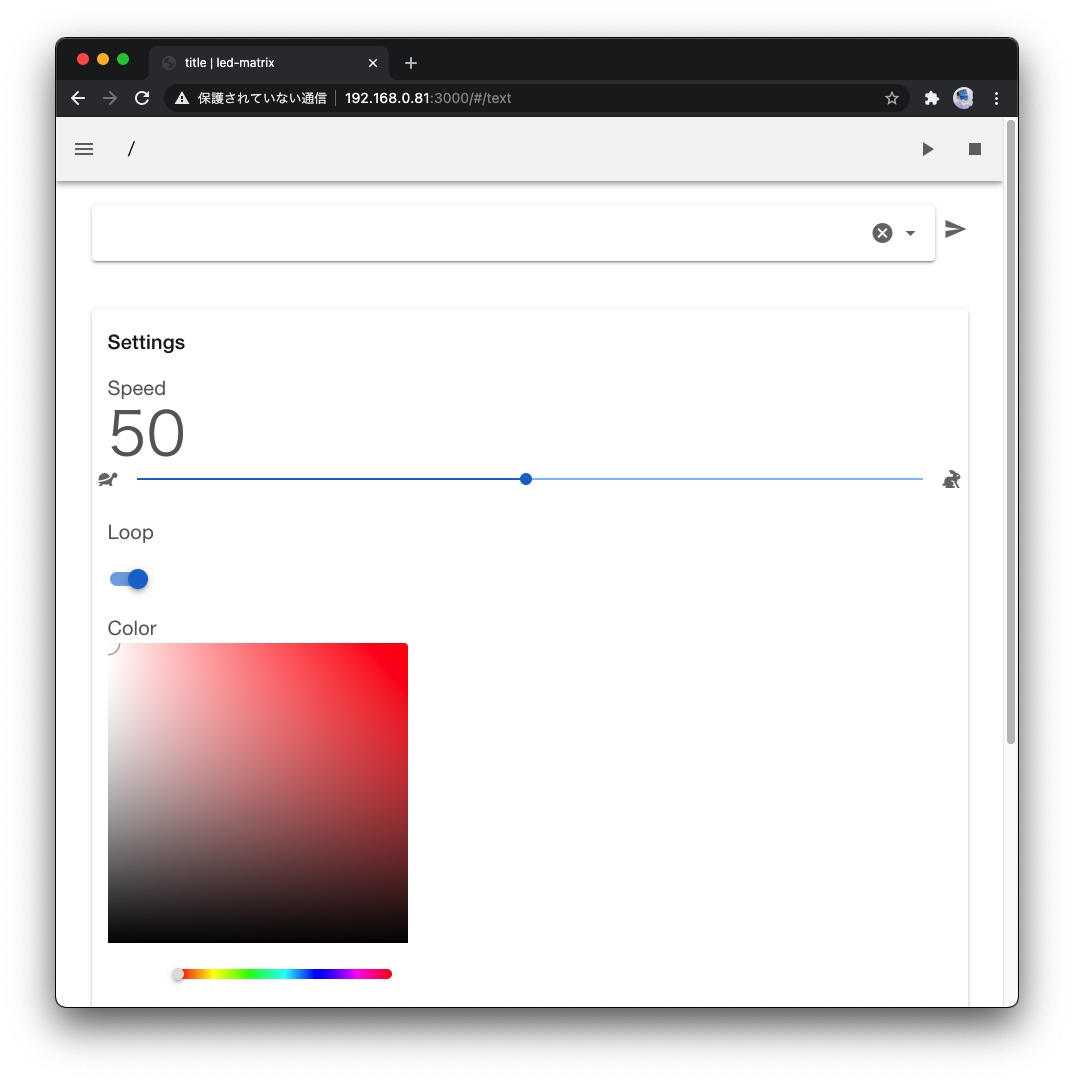 title | led-matrix
保護されていない通信 192.168.0.81:3000/#/text
/
Settings
Speed
50
Loop
Color